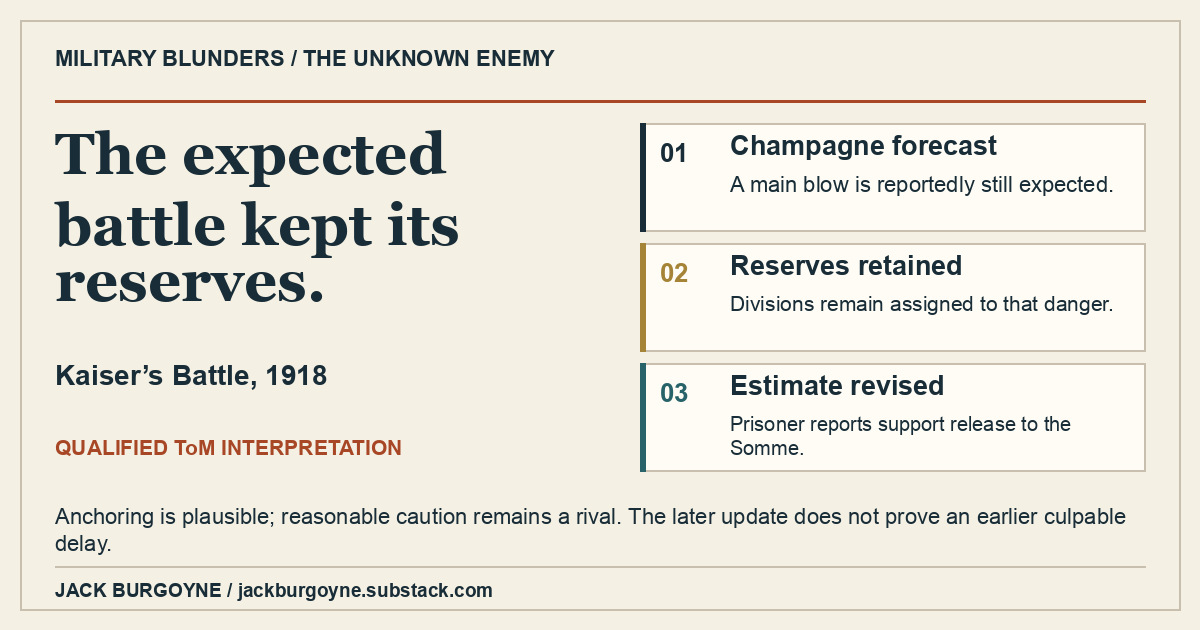 MILITARY BLUNDERS / THE UNKNOWN ENEMY
The expected
battle kept its
reserves.
Kaiser’s Battle, 1918
QUALIFIED ToM INTERPRETATION
01
Champagne forecast
A main blow is reportedly still expected.
02
Reserves retained
Divisions remain assigned to that danger.
03
Estimate revised
Prisoner reports support release to the
Somme.
Anchoring is plausible; reasonable caution remains a rival. The later update does not prove an earlier culpable
delay.
JACK BURGOYNE / jackburgoyne.substack.com